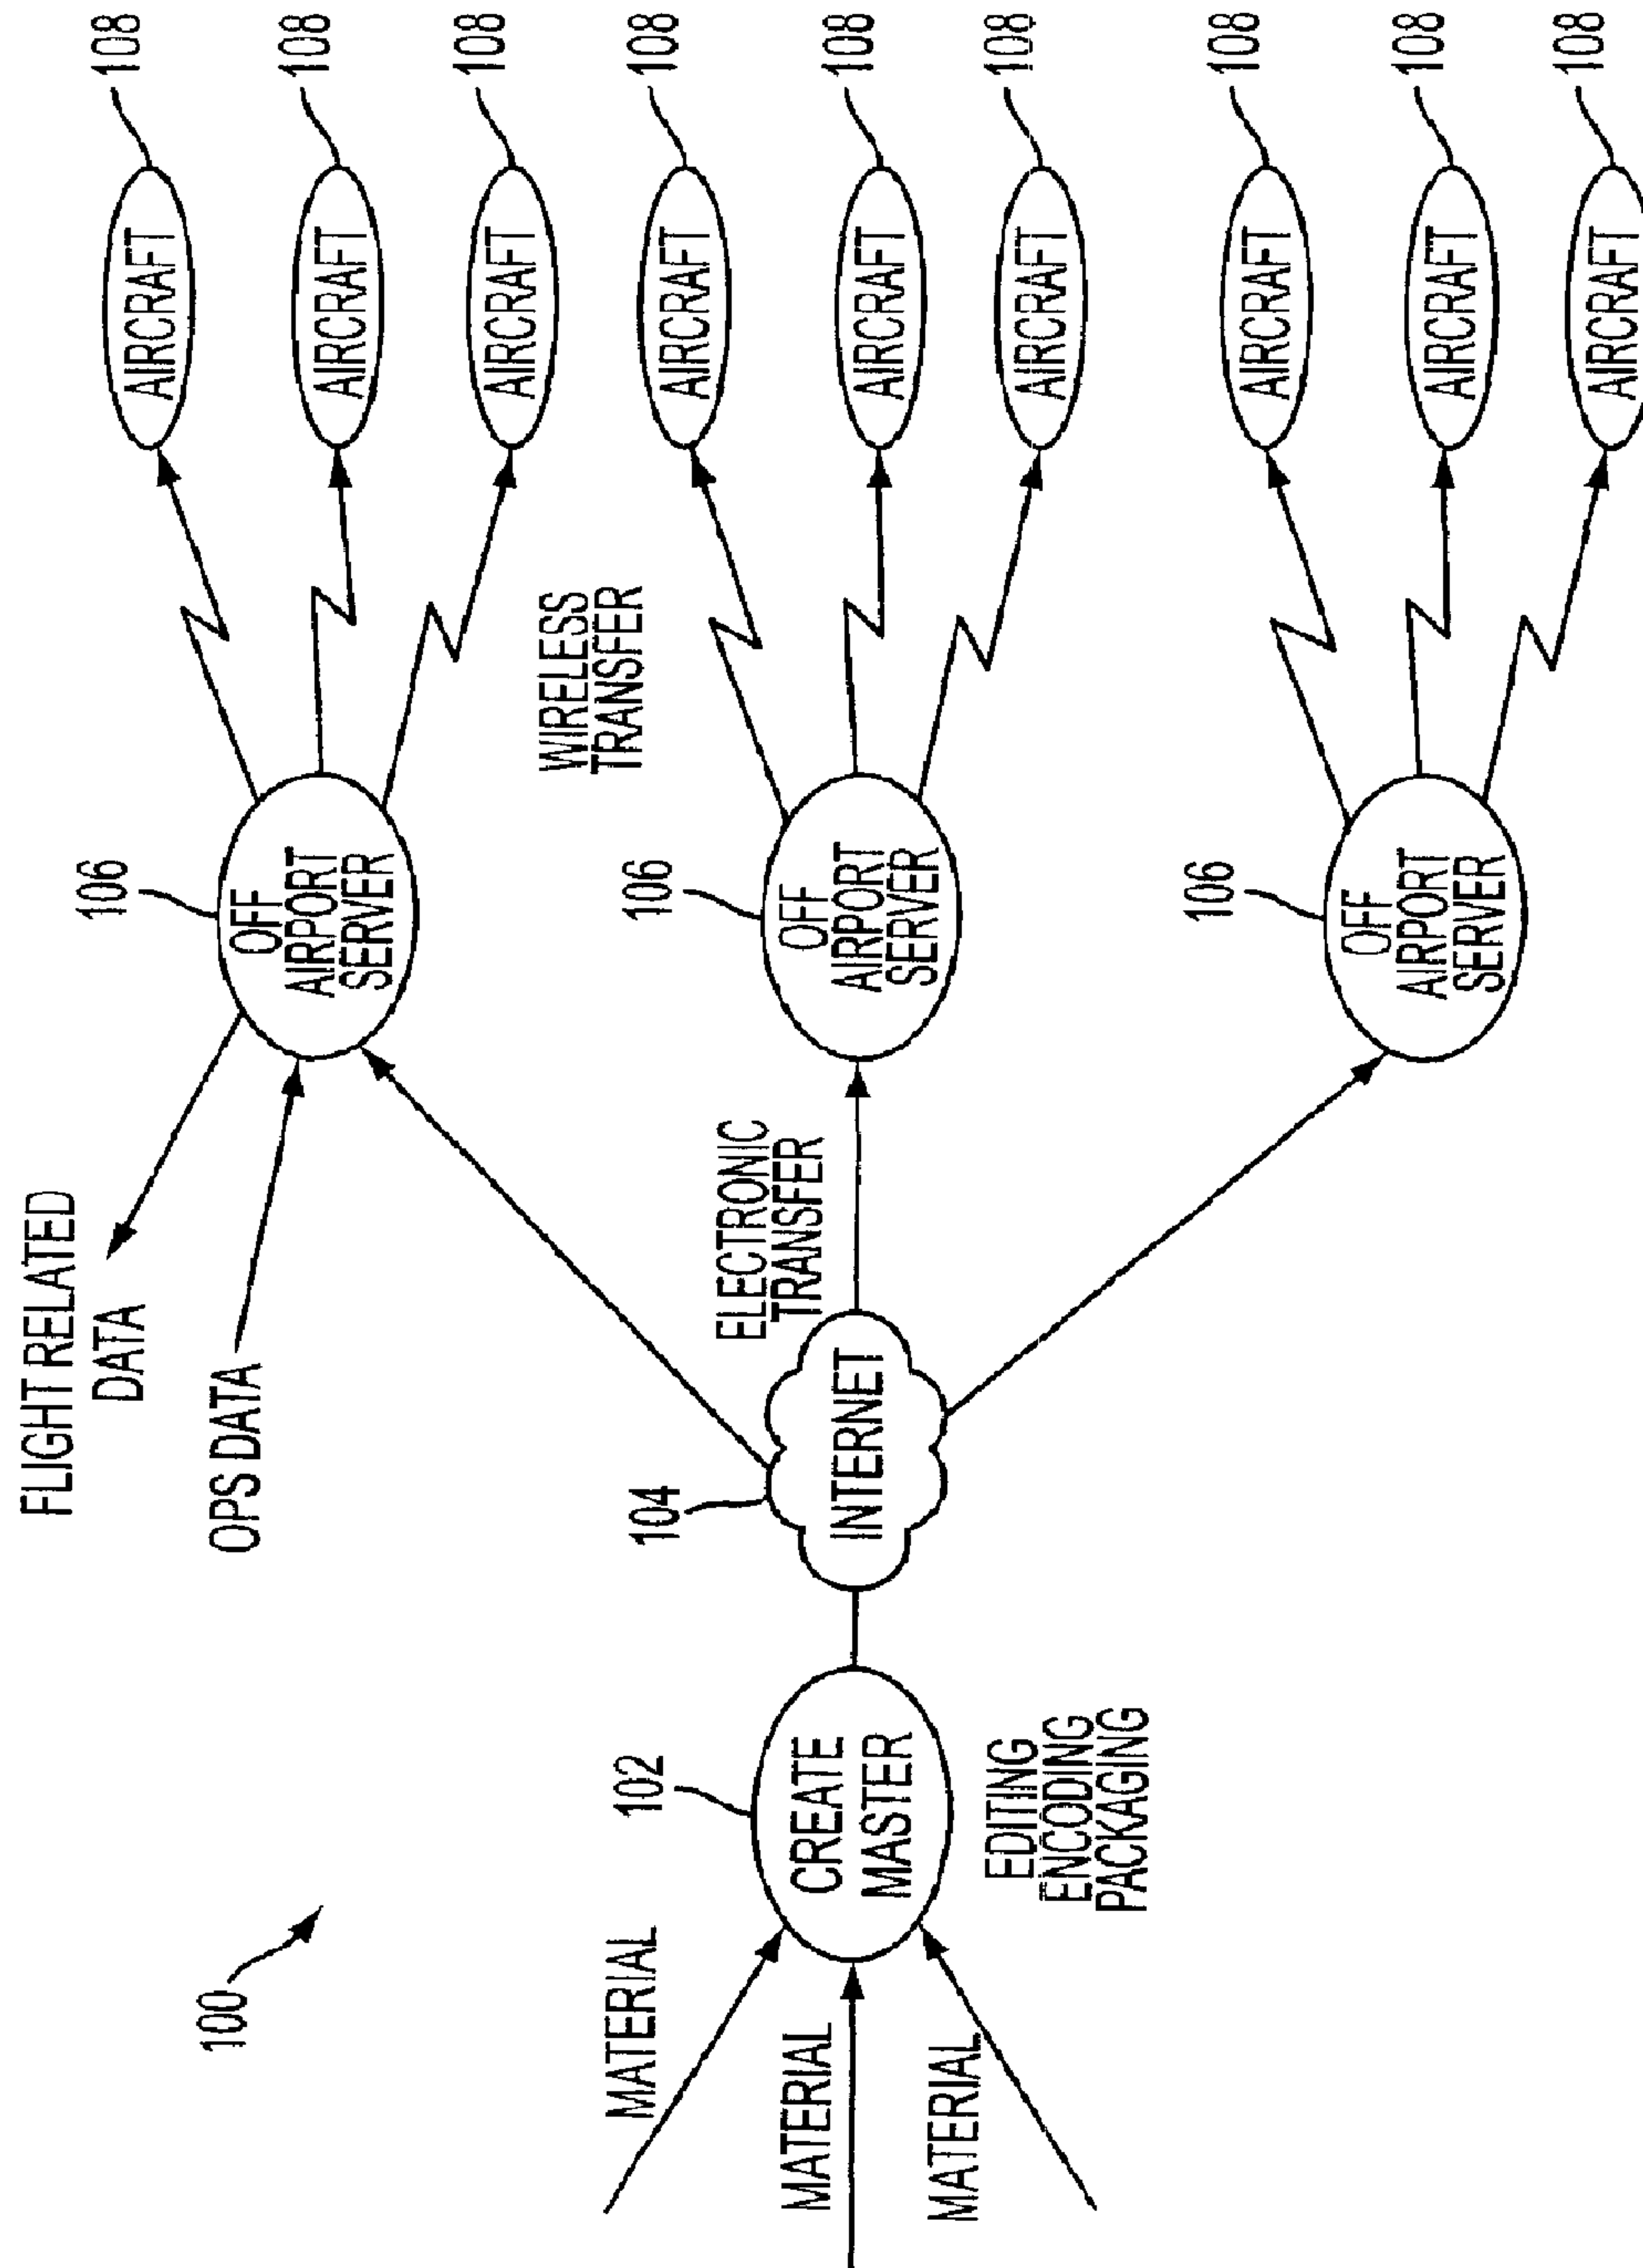 100
MATERIAL
MATERIAL
MATERIAL
102
CREATE
MASTER
EDITING
ENCODING
PACKAGING
104
INTERNET
ELECTRONIC
TRANSFER
FLIGHT RELATED
DATA
OPS DATA
106
OFF
AIRPORT
SERVER
106
OFF
AIRPORT
SERVER
106
OFF
AIRPORT
SERVER
WIRELESS
TRANSFER
AIRCRAFT
108
AIRCRAFT
108
AIRCRAFT
108
AIRCRAFT
108
AIRCRAFT
108
AIRCRAFT
108
AIRCRAFT
108
AIRCRAFT
108
AIRCRAFT
108